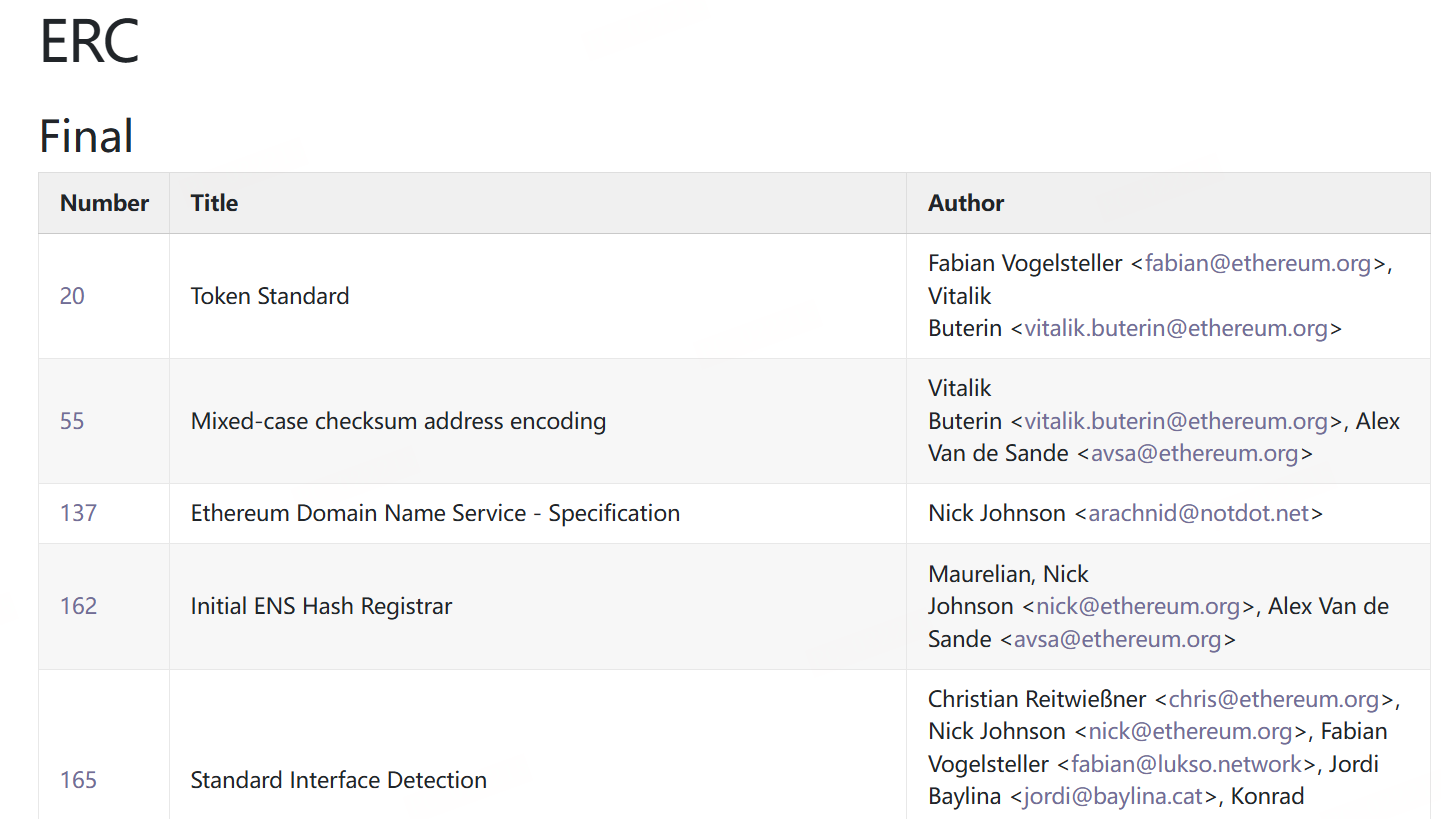 ERC
Final
Number Title Author
20 Token Standard Fabian Vogelsteller <fabian@ethereum.org>,
Vitalik
Buterin <vitalik.buterin@ethereum.org>
55 Mixed-case checksum address encoding Vitalik
Buterin <vitalik.buterin@ethereum.org>, Alex
Van de Sande <avsa@ethereum.org>
137 Ethereum Domain Name Service - Specification Nick Johnson <arachnid@notdot.net>
162 Initial ENS Hash Registrar Maurelian, Nick
Johnson <nick@ethereum.org>, Alex Van de
Sande <avsa@ethereum.org>
165 Standard Interface Detection Christian Reitwießner <chris@ethereum.org>,
Nick Johnson <nick@ethereum.org>, Fabian
Vogelsteller <fabian@lukso.network>, Jordi
Baylina <jordi@baylina.cat>, Konrad